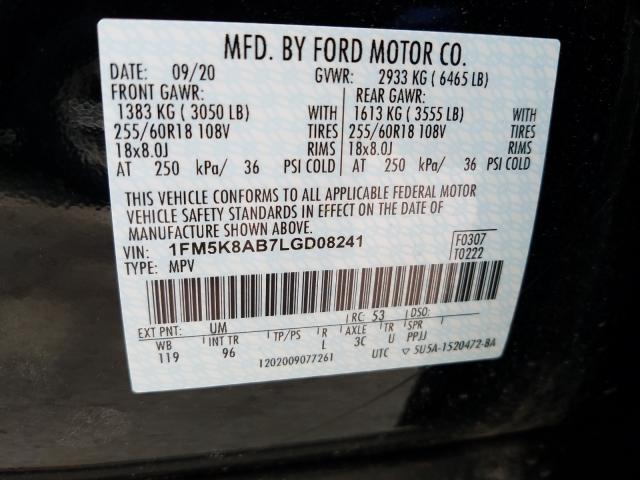 MFD. BY FORD MOTOR CO.
DATE: 09/20 GVWR: 2933 KG ( 6465 LB)
FRONT GAWR: REAR GAWR:
1383 KG ( 3050 LB) WITH 1613 KG ( 3555 LB) WITH
255/60R18 108V TIRES 255/60R18 108V TIRES
18x8.0J RIMS 18x8.0J RIMS
AT 250 kPa/ 36 PSI COLD AT 250 kPa/ 36 PSI COLD
THIS VEHICLE CONFORMS TO ALL APPLICABLE FEDERAL MOTOR
VEHICLE SAFETY STANDARDS IN EFFECT ON THE DATE OF
MANUFACTURE SHOWN ABOVE.
VIN: 1FM5K8AB7LGD08241 F0307
TYPE: MPV T0222
EXT PNT: UM RC: 53 DSO:
WB INT TR TP/PS R AXLE TR SPR
119 96 L 3C U PPJJ
1202009077261 UTC ▽ 5U5A-1520472-BA